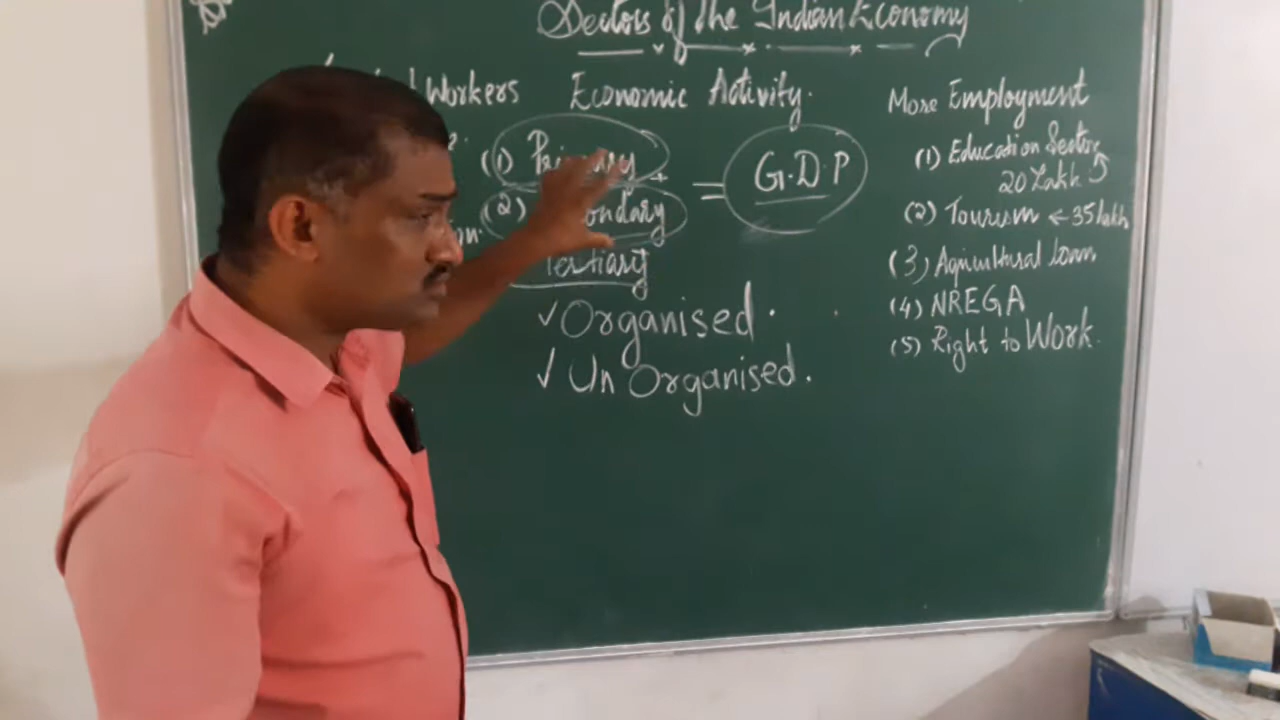 Sectors of the Indian Economy
Workers
Economic Activity.
(1) Primary
(2) Secondary
Tertiary
= G.D.P
✓ Organised.
✓ Un Organised.
More Employment
(1) Education Sector
20 Lakh
(2) Tourism ← 35 lakh
(3) Agricultural loan
(4) NREGA
(5) Right to Work.